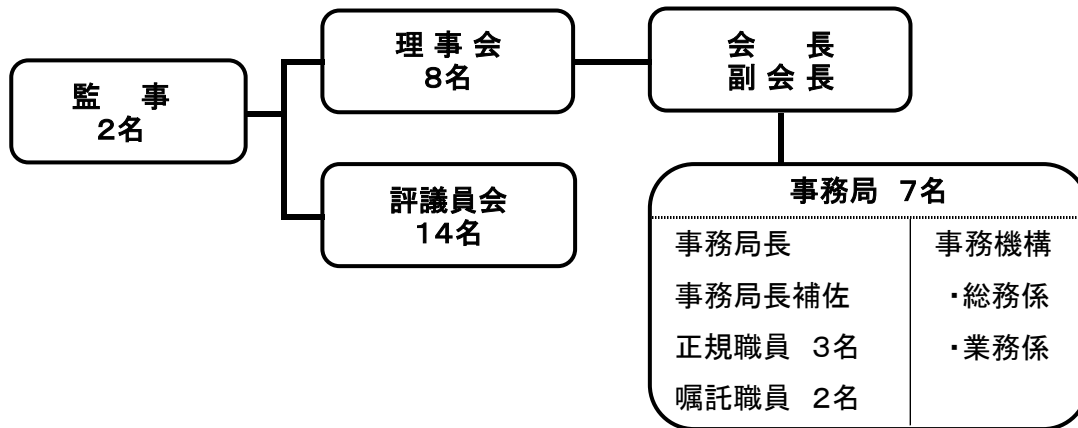 監　事
２名
理 事 会
８名
評議員会
１４名
会　　長
副 会 長
事務局　７名
事務局長
事務局長補佐
正規職員　３名
嘱託職員　２名
事務機構
・総務係
・業務係